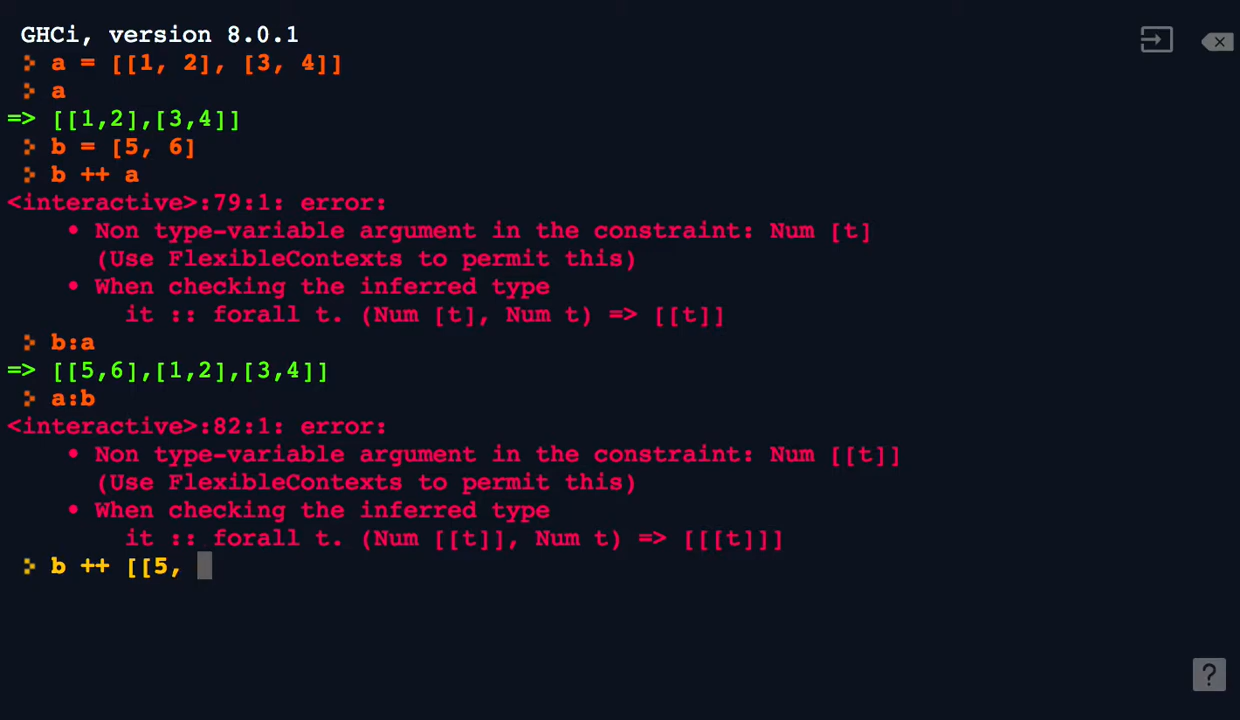 GHCi, version 8.0.1
a = [[1, 2], [3, 4]]
a
=> [[1,2],[3,4]]
b = [5, 6]
b ++ a
<interactive>:79:1: error:
• Non type-variable argument in the constraint: Num [t]
(Use FlexibleContexts to permit this)
• When checking the inferred type
it :: forall t. (Num [t], Num t) => [[t]]
b:a
=> [[5,6],[1,2],[3,4]]
a:b
<interactive>:82:1: error:
• Non type-variable argument in the constraint: Num [[t]]
(Use FlexibleContexts to permit this)
• When checking the inferred type
it :: forall t. (Num [[t]], Num t) => [[[t]]]
b ++ [[5,
?